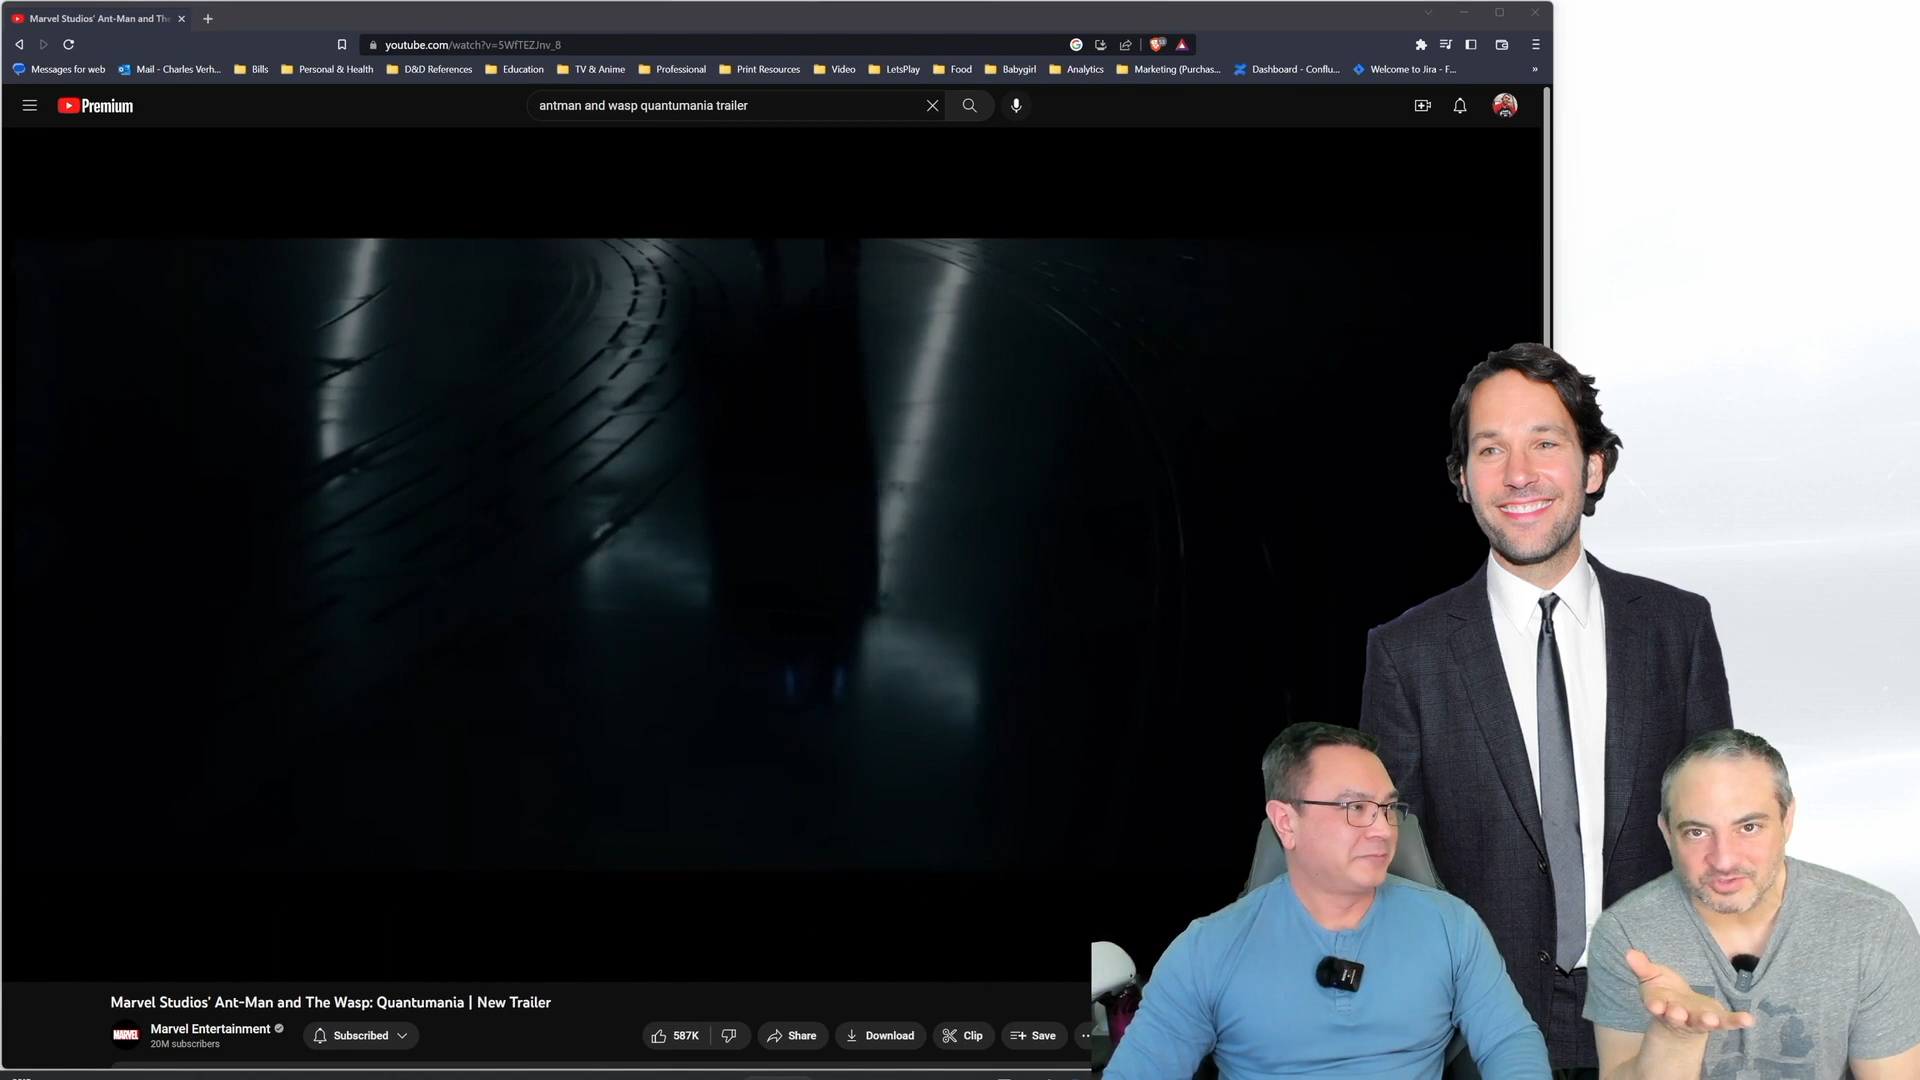 Marvel Studios' Ant-Man and Th
youtube.com/watch?v=5WfTEZJnv_8
Messages for web
Mail - Charles Verh...
Bills
Personal & Health
D&D References
Education
TV & Anime
Professional
Print Resources
Video
LetsPlay
Food
Babygirl
Analytics
Marketing (Purchas...
Dashboard - Conflu...
Welcome to Jira - F...
»
Premium
antman and wasp quantumania trailer
Marvel Studios' Ant-Man and The Wasp: Quantumania | New Trailer
MARVEL
Marvel Entertainment
Subscribed
587K
Share
Download
Clip
Save
20M subscribers